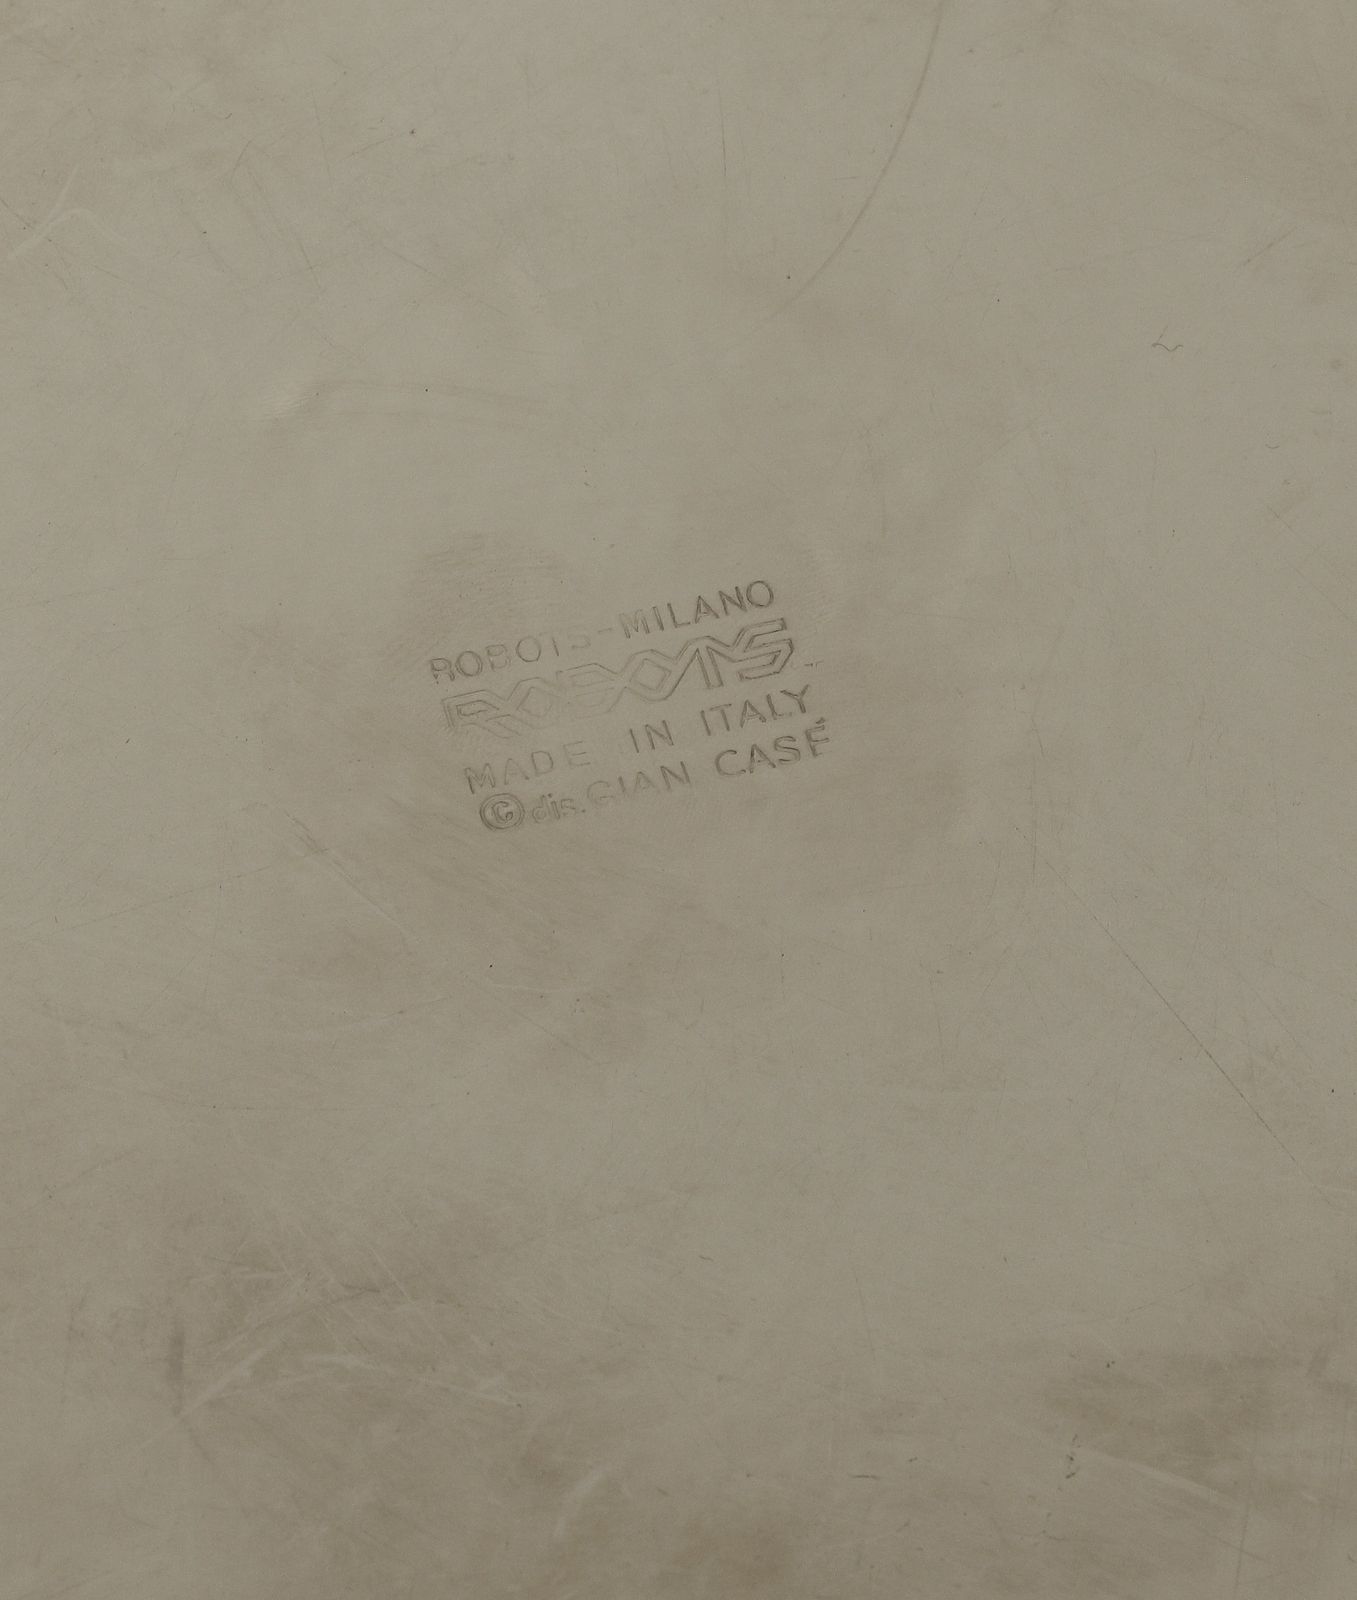 ROBOTS-MILANO
ROBOTS
MADE IN ITALY
© dis. GIAN CASÉ